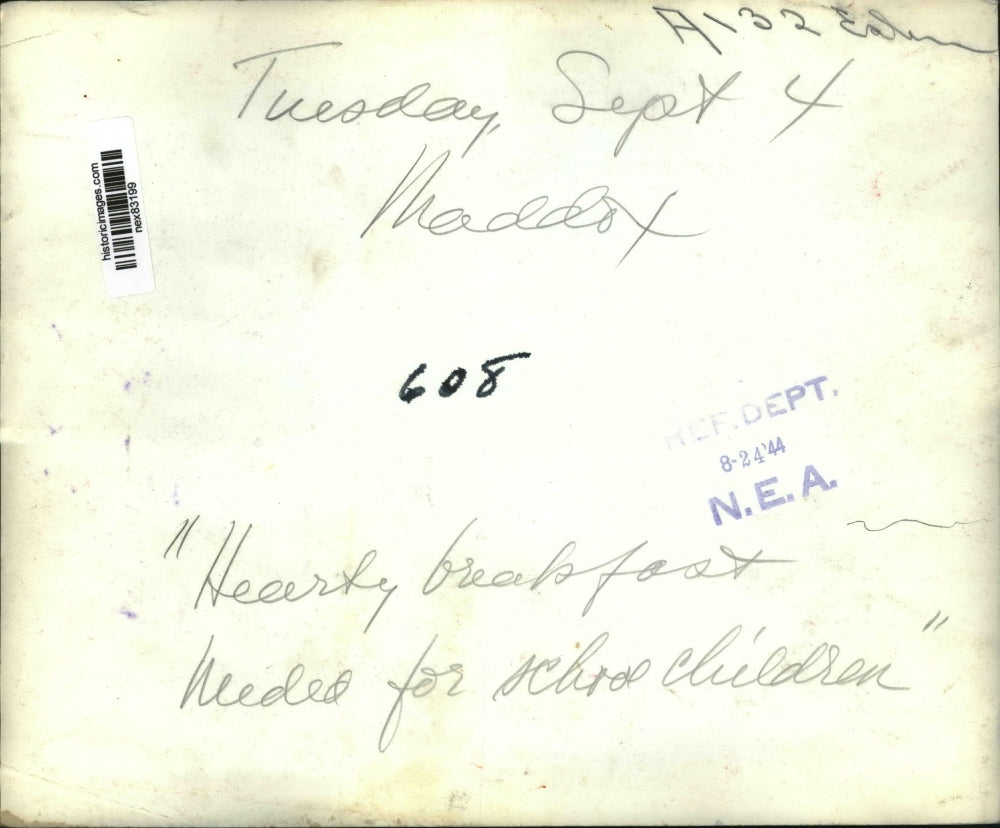 A132
Tuesday, Sept 4
Maddox
historicimages.com
nex83199
608
REF. DEPT.
8-24'44
N.E.A.
"Hearty breakfast
needed for school children"